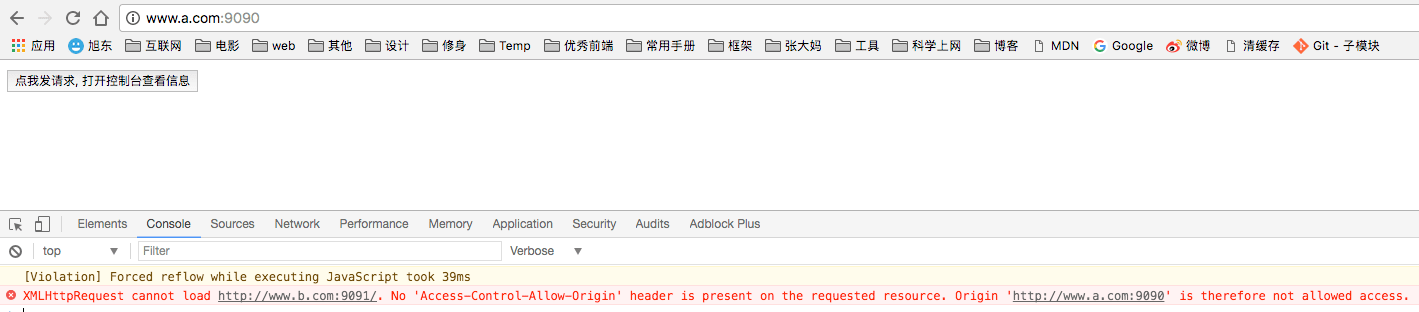 www.a.com:9090
应用 旭东 互联网 电影 web 其他 设计 修身 Temp 优秀前端 常用手册 框架 张大妈 工具 科学上网 博客 MDN Google 微博 清缓存 Git - 子模块
点我发请求, 打开控制台查看信息
Elements Console Sources Network Performance Memory Application Security Audits Adblock Plus
top Filter Verbose
[Violation] Forced reflow while executing JavaScript took 39ms
XMLHttpRequest cannot load http://www.b.com:9091/. No 'Access-Control-Allow-Origin' header is present on the requested resource. Origin 'http://www.a.com:9090' is therefore not allowed access.